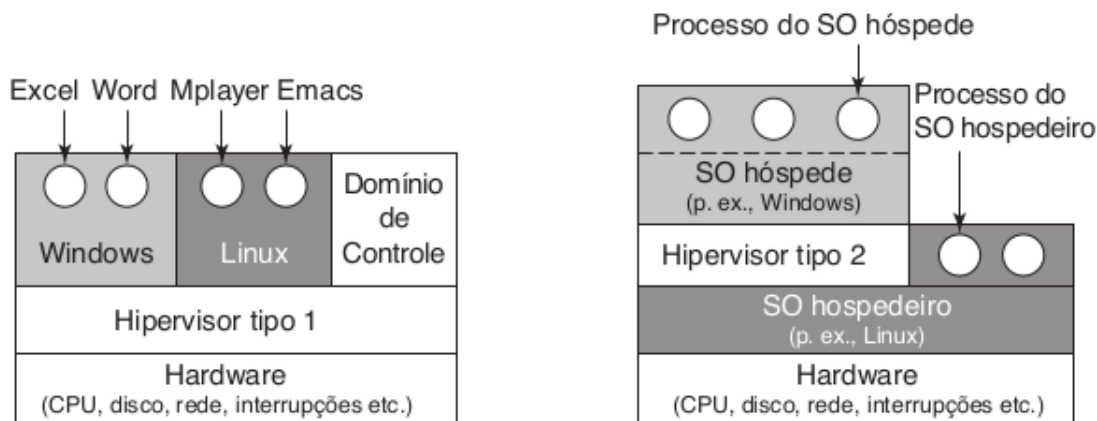 Excel Word Mplayer Emacs
Windows
Linux
Domínio
de
Controle
Hipervisor tipo 1
Hardware
(CPU, disco, rede, interrupções etc.)
Processo do SO hóspede
Processo do
SO hospedeiro
SO hóspede
(p. ex., Windows)
Hipervisor tipo 2
SO hospedeiro
(p. ex., Linux)
Hardware
(CPU, disco, rede, interrupções etc.)